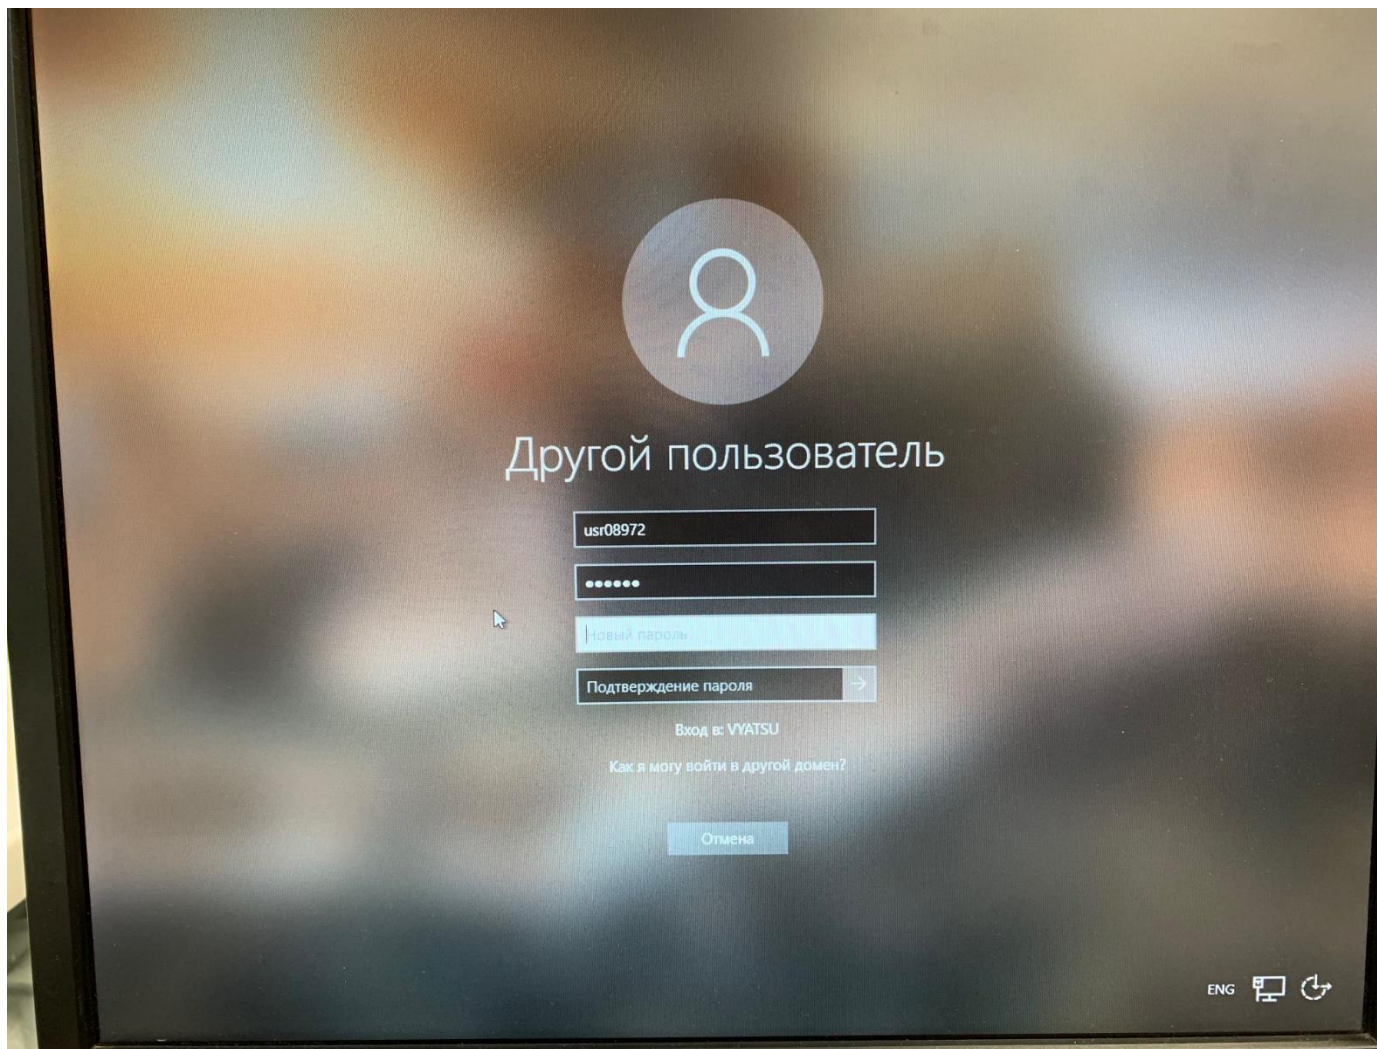 Другой пользователь
usr08972
Новый пароль
Подтверждение пароля
Вход в: VYATSU
Как я могу войти в другой домен?
Отмена
ENG